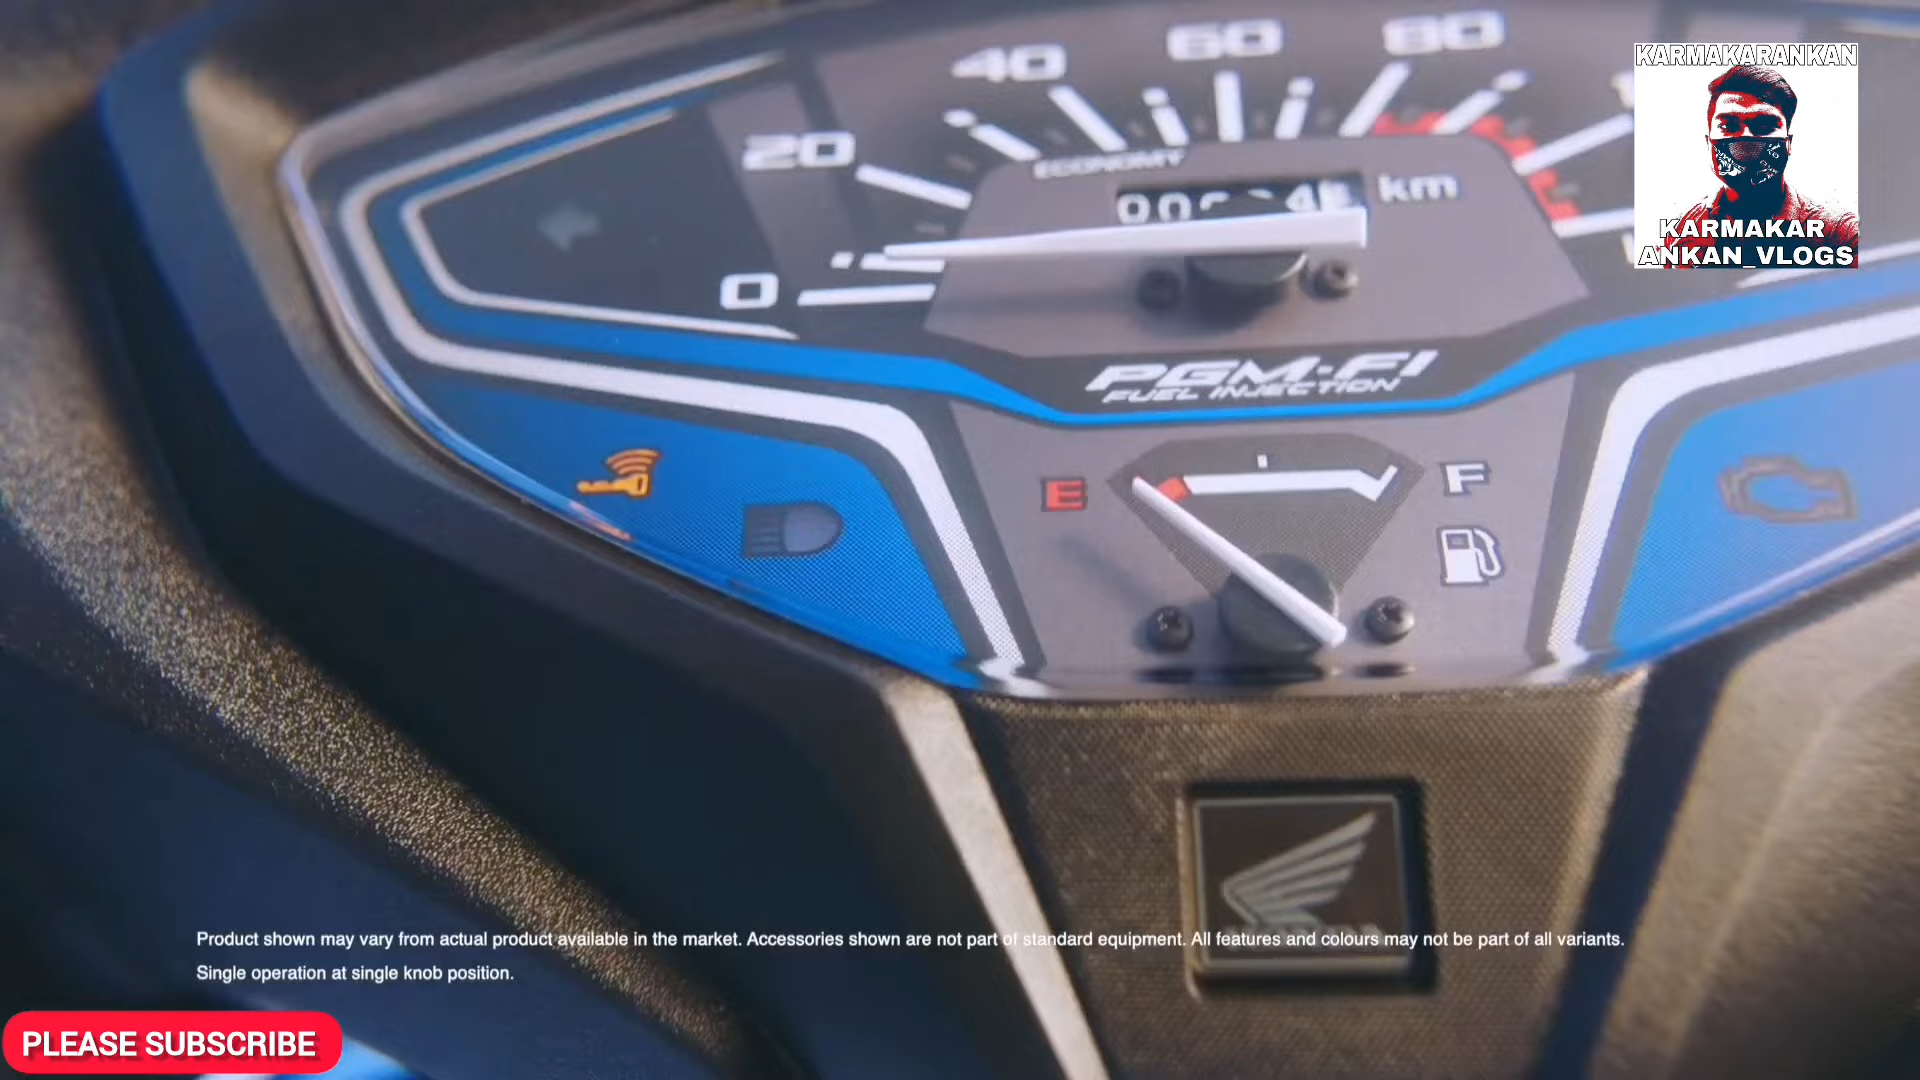 40 60 80
20
ECONOMY
km
0
PGM-FI
FUEL INJECTION
E F
KARMAKARANKAN
KARMAKAR
ANKAN_VLOGS
Product shown may vary from actual product available in the market. Accessories shown are not part of standard equipment. All features and colours may not be part of all variants.
Single operation at single knob position.
PLEASE SUBSCRIBE